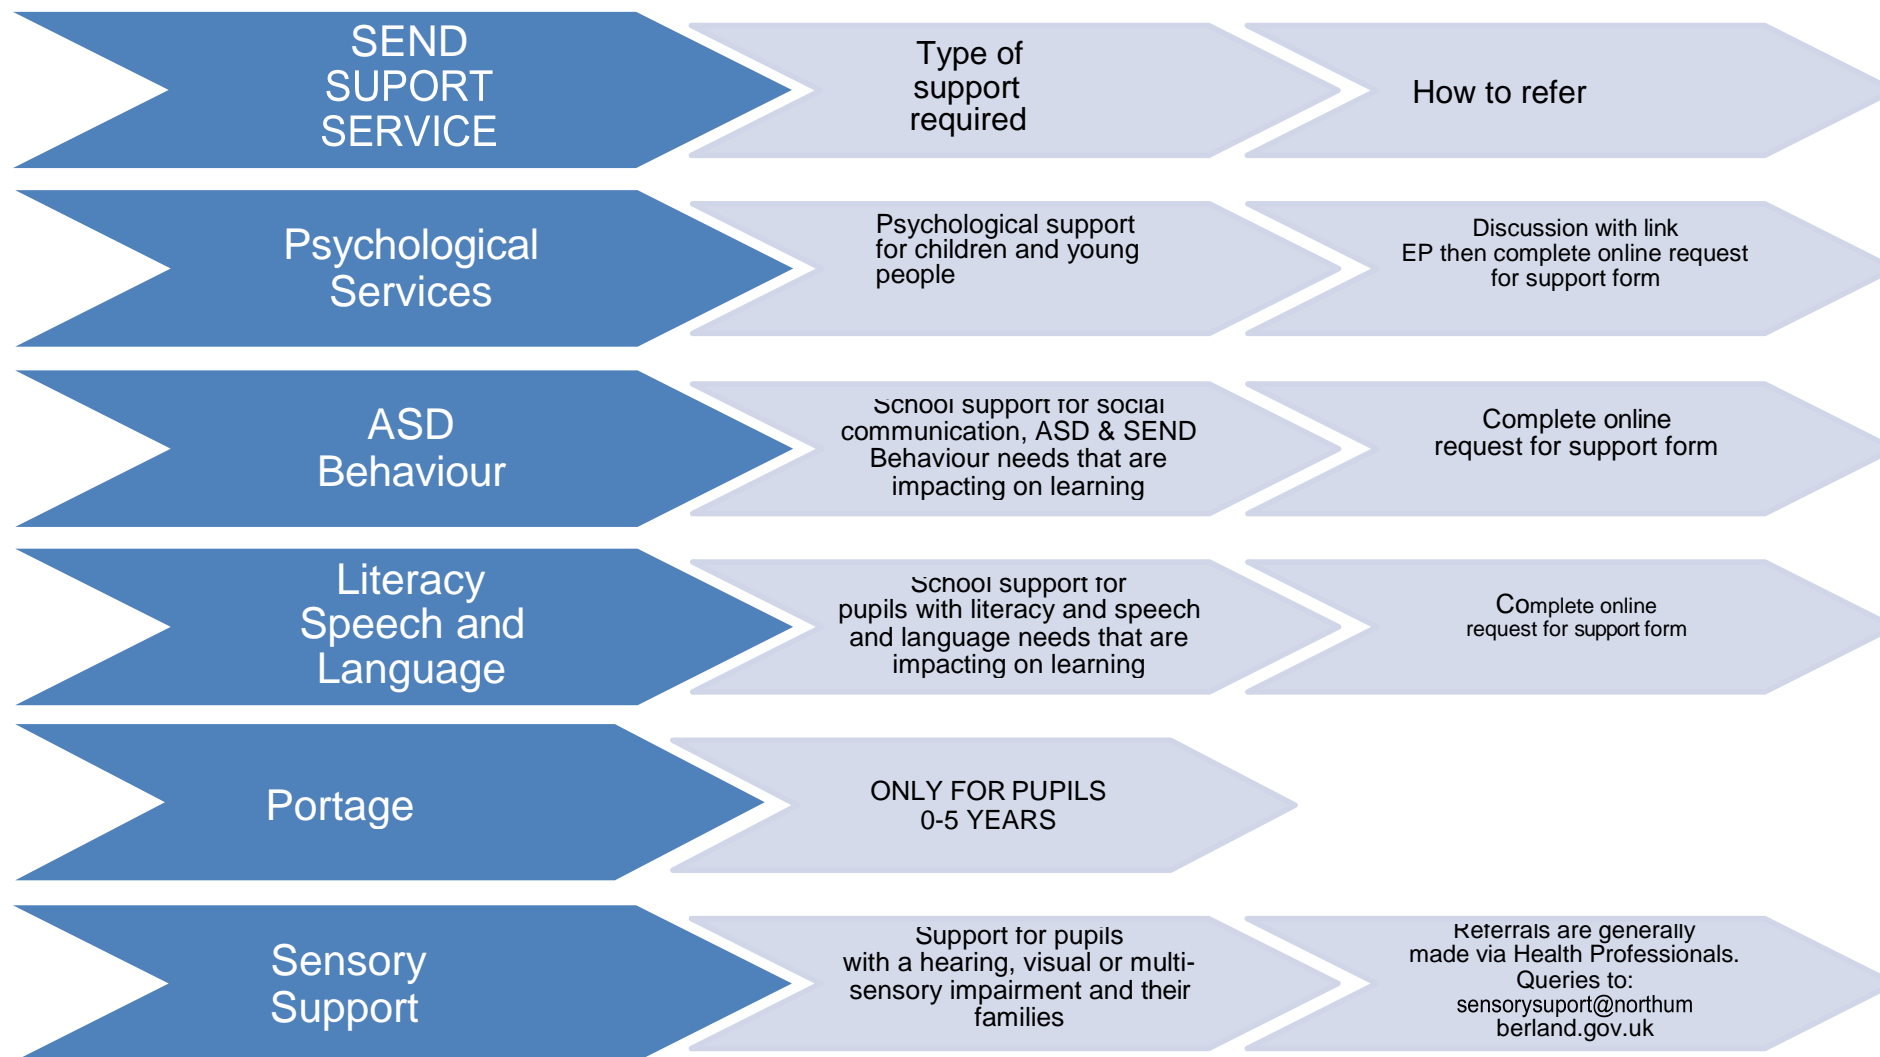 SEND
SUPORT
SERVICE
Type of
support
required
How to refer
Psychological
Services
Psychological support
for children and young
people
Discussion with link
EP then complete online request
for support form
ASD
Behaviour
School support for social
communication, ASD & SEND
Behaviour needs that are
impacting on learning
Complete online
request for support form
Literacy
Speech and
Language
School support for
pupils with literacy and speech
and language needs that are
impacting on learning
Complete online
request for support form
Portage
ONLY FOR PUPILS
0-5 YEARS
Sensory
Support
Support for pupils
with a hearing, visual or multi-
sensory impairment and their
families
Referrals are generally
made via Health Professionals.
Queries to:
sensorysuport@northum
berland.gov.uk